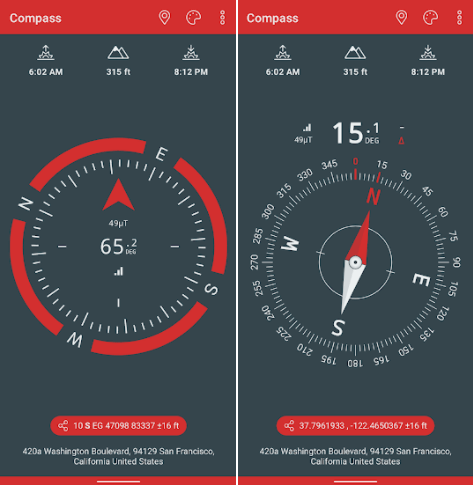 Compass
6:02 AM
315 ft
8:12 PM
N
E
S
W
49µT
65.2
DEG
10 S EG 47098 83337 ±16 ft
420a Washington Boulevard, 94129 San Francisco,
California United States
Compass
6:02 AM
315 ft
8:12 PM
49µT
15.1
DEG
0
15
30
45
60
75
90
105
120
135
150
165
180
195
210
225
240
255
270
285
300
315
330
345
N
E
S
W
37.7961933 , -122.4650367 ±16 ft
420a Washington Boulevard, 94129 San Francisco,
California United States